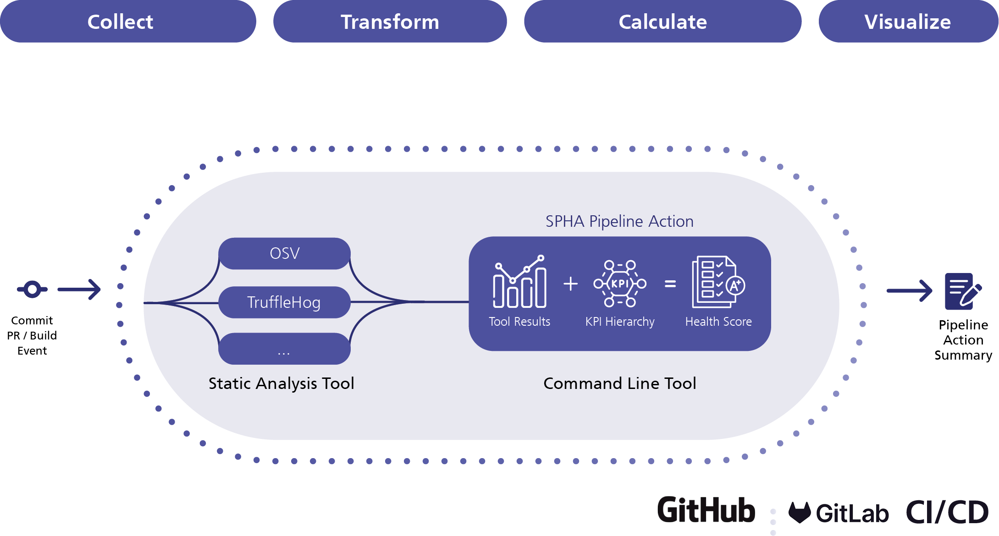 Collect
Transform
Calculate
Visualize
Commit
PR / Build
Event
OSV
TruffleHog
...
Static Analysis Tool
SPHA Pipeline Action
KPI
A+
Tool Results
KPI Hierarchy
Health Score
+
=
Command Line Tool
Pipeline
Action
Summary
GitHub
GitLab
CI/CD